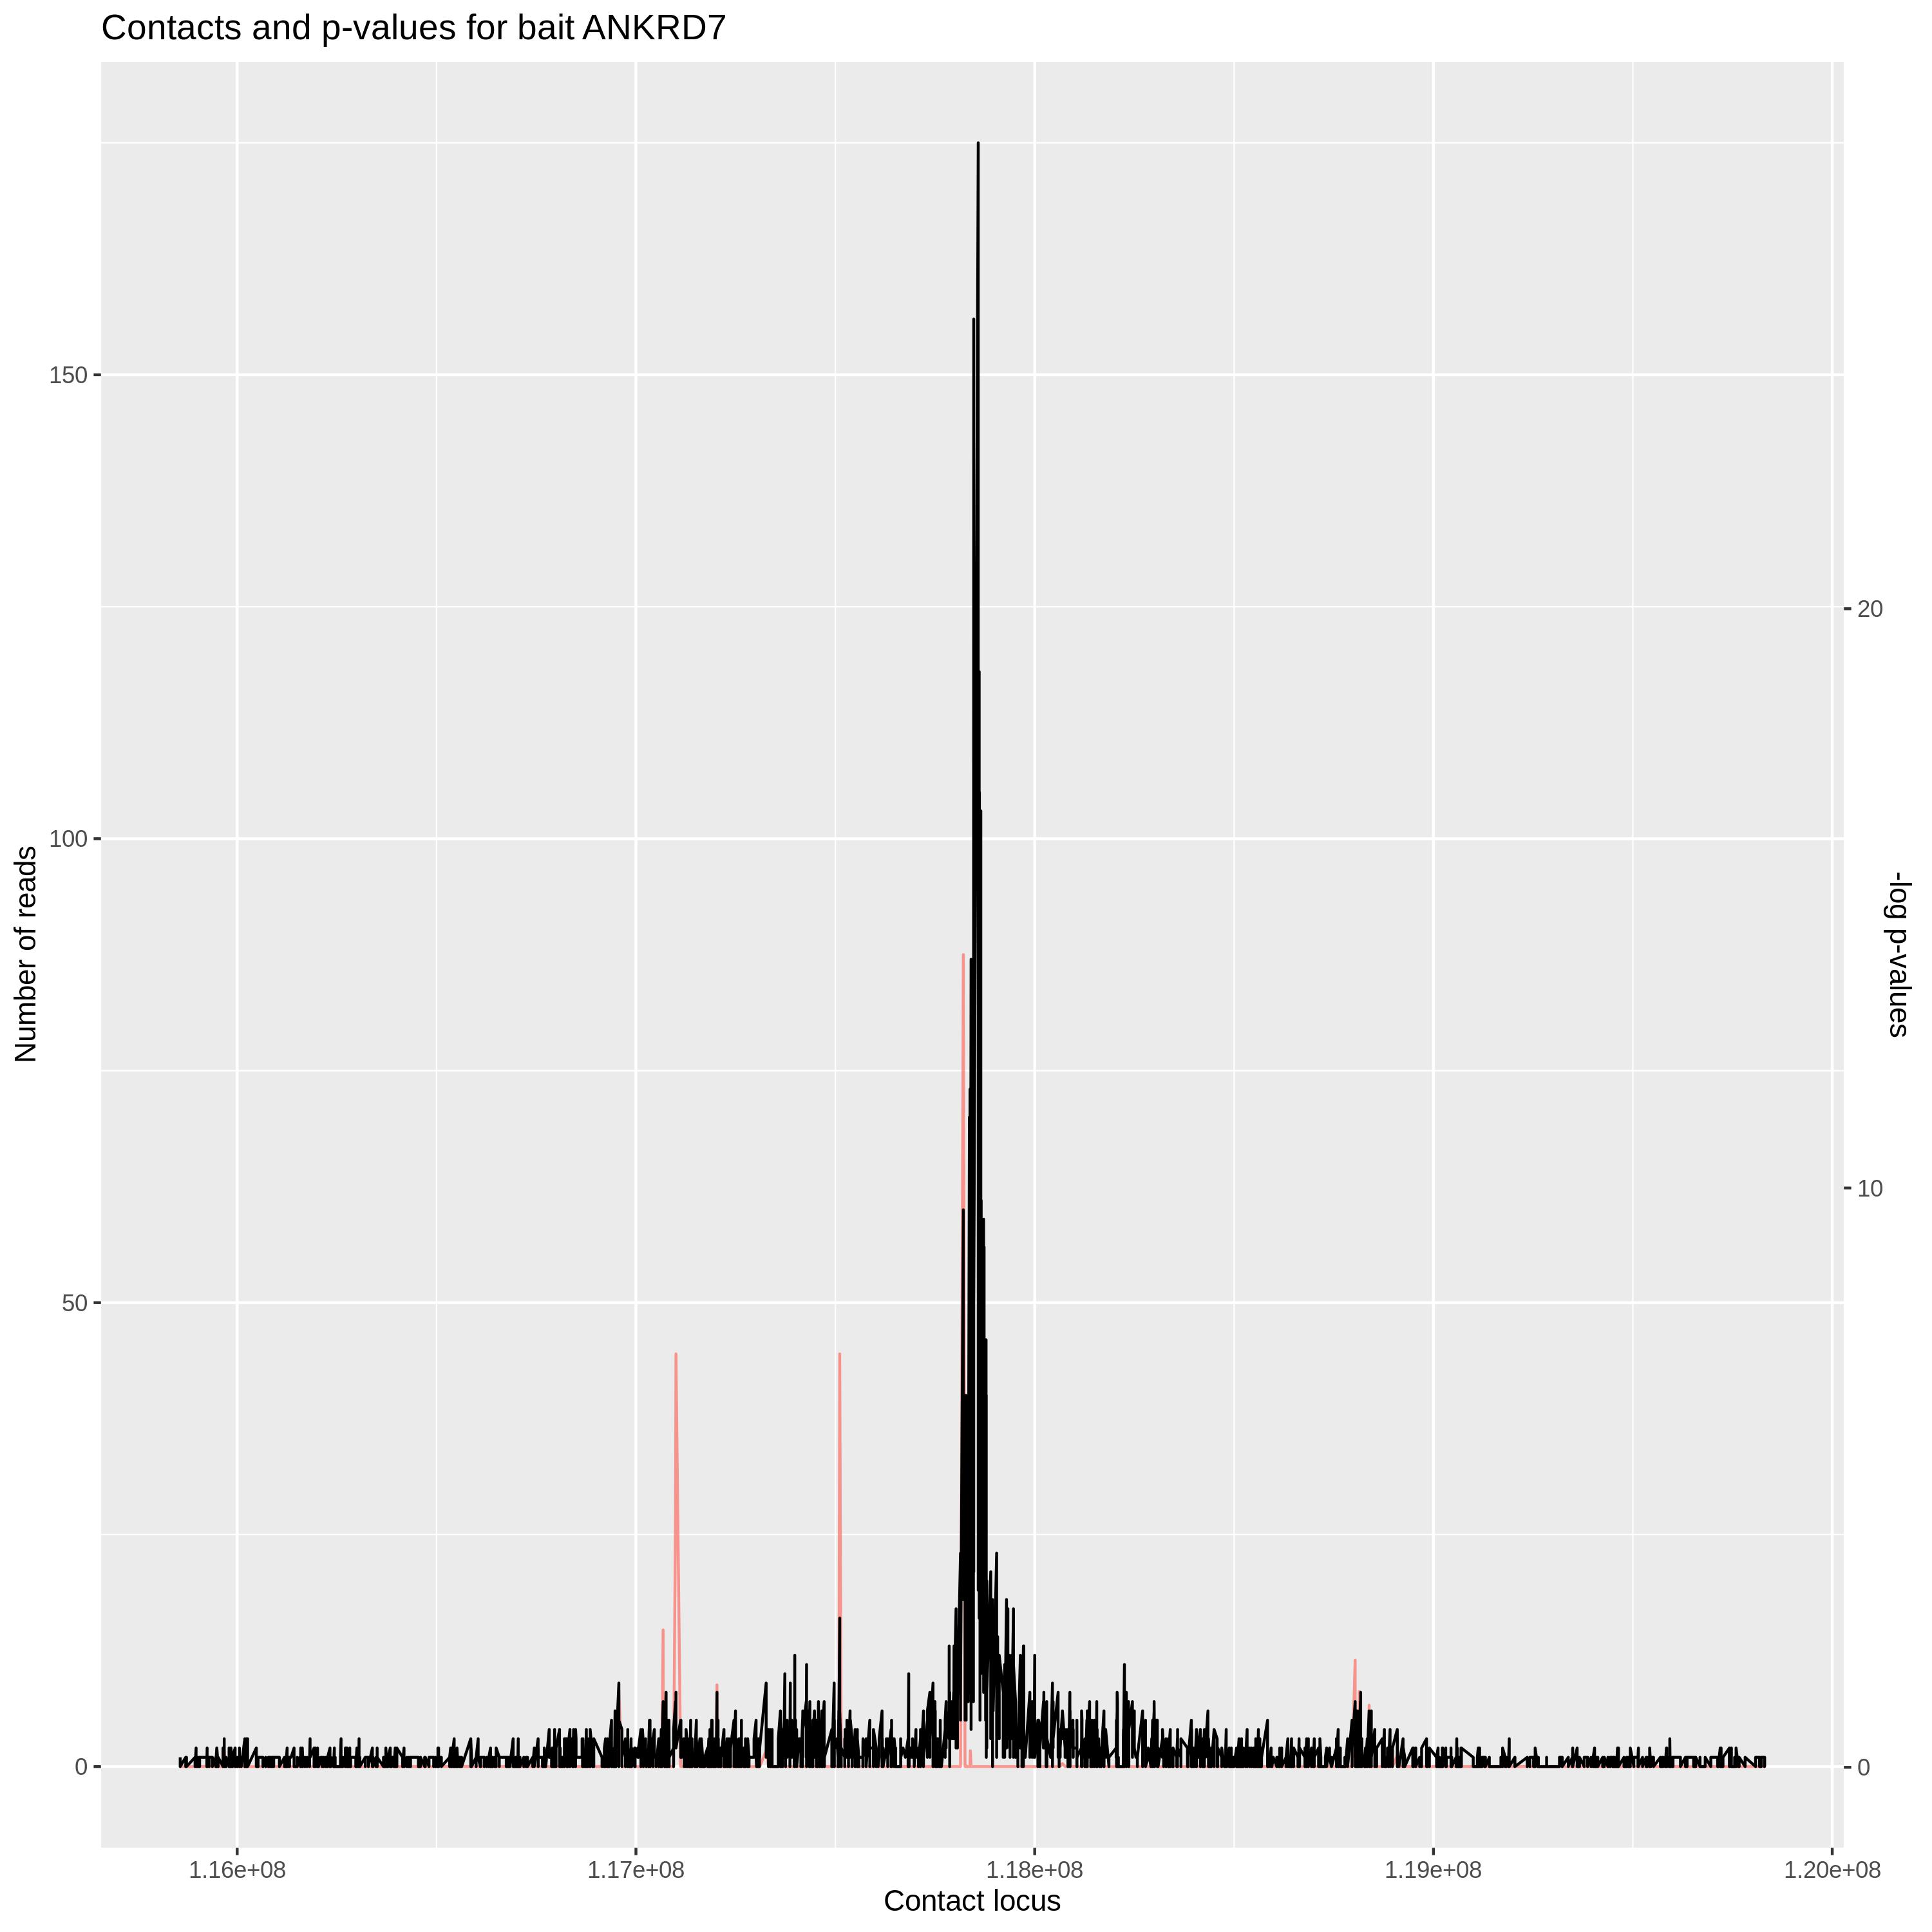 Contacts and p-values for bait ANKRD7
Number of reads
150
100
50
0
20
10
0
-log p-values
1.16e+08 1.17e+08 1.18e+08 1.19e+08 1.20e+08
Contact locus